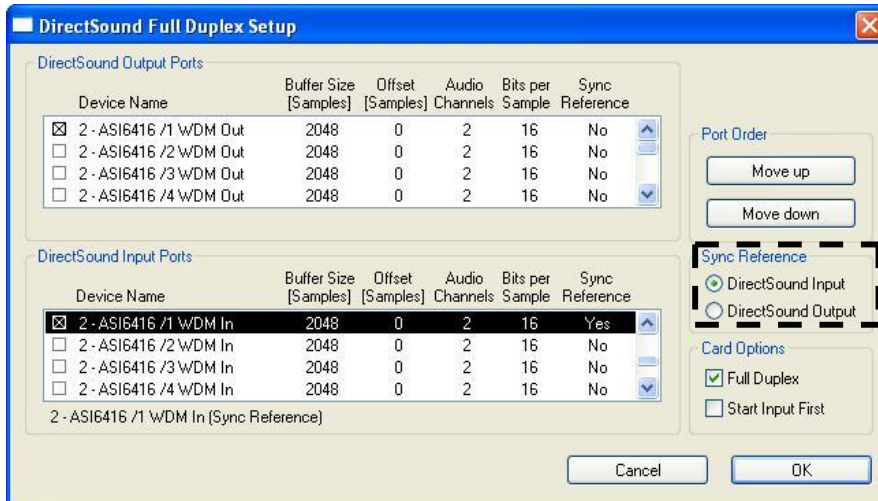 DirectSound Full Duplex Setup
DirectSound Output Ports
Device Name Buffer Size [Samples] Offset [Samples] Audio Channels Bits per Sample Sync Reference
2 - ASI6416 /1 WDM Out 2048 0 2 16 No
2 - ASI6416 /2 WDM Out 2048 0 2 16 No
2 - ASI6416 /3 WDM Out 2048 0 2 16 No
2 - ASI6416 /4 WDM Out 2048 0 2 16 No
Port Order
Move up
Move down
DirectSound Input Ports
Device Name Buffer Size [Samples] Offset [Samples] Audio Channels Bits per Sample Sync Reference
2 - ASI6416 /1 WDM In 2048 0 2 16 Yes
2 - ASI6416 /2 WDM In 2048 0 2 16 No
2 - ASI6416 /3 WDM In 2048 0 2 16 No
2 - ASI6416 /4 WDM In 2048 0 2 16 No
2 - ASI6416 /1 WDM In (Sync Reference)
Sync Reference
DirectSound Input
DirectSound Output
Card Options
Full Duplex
Start Input First
Cancel
OK